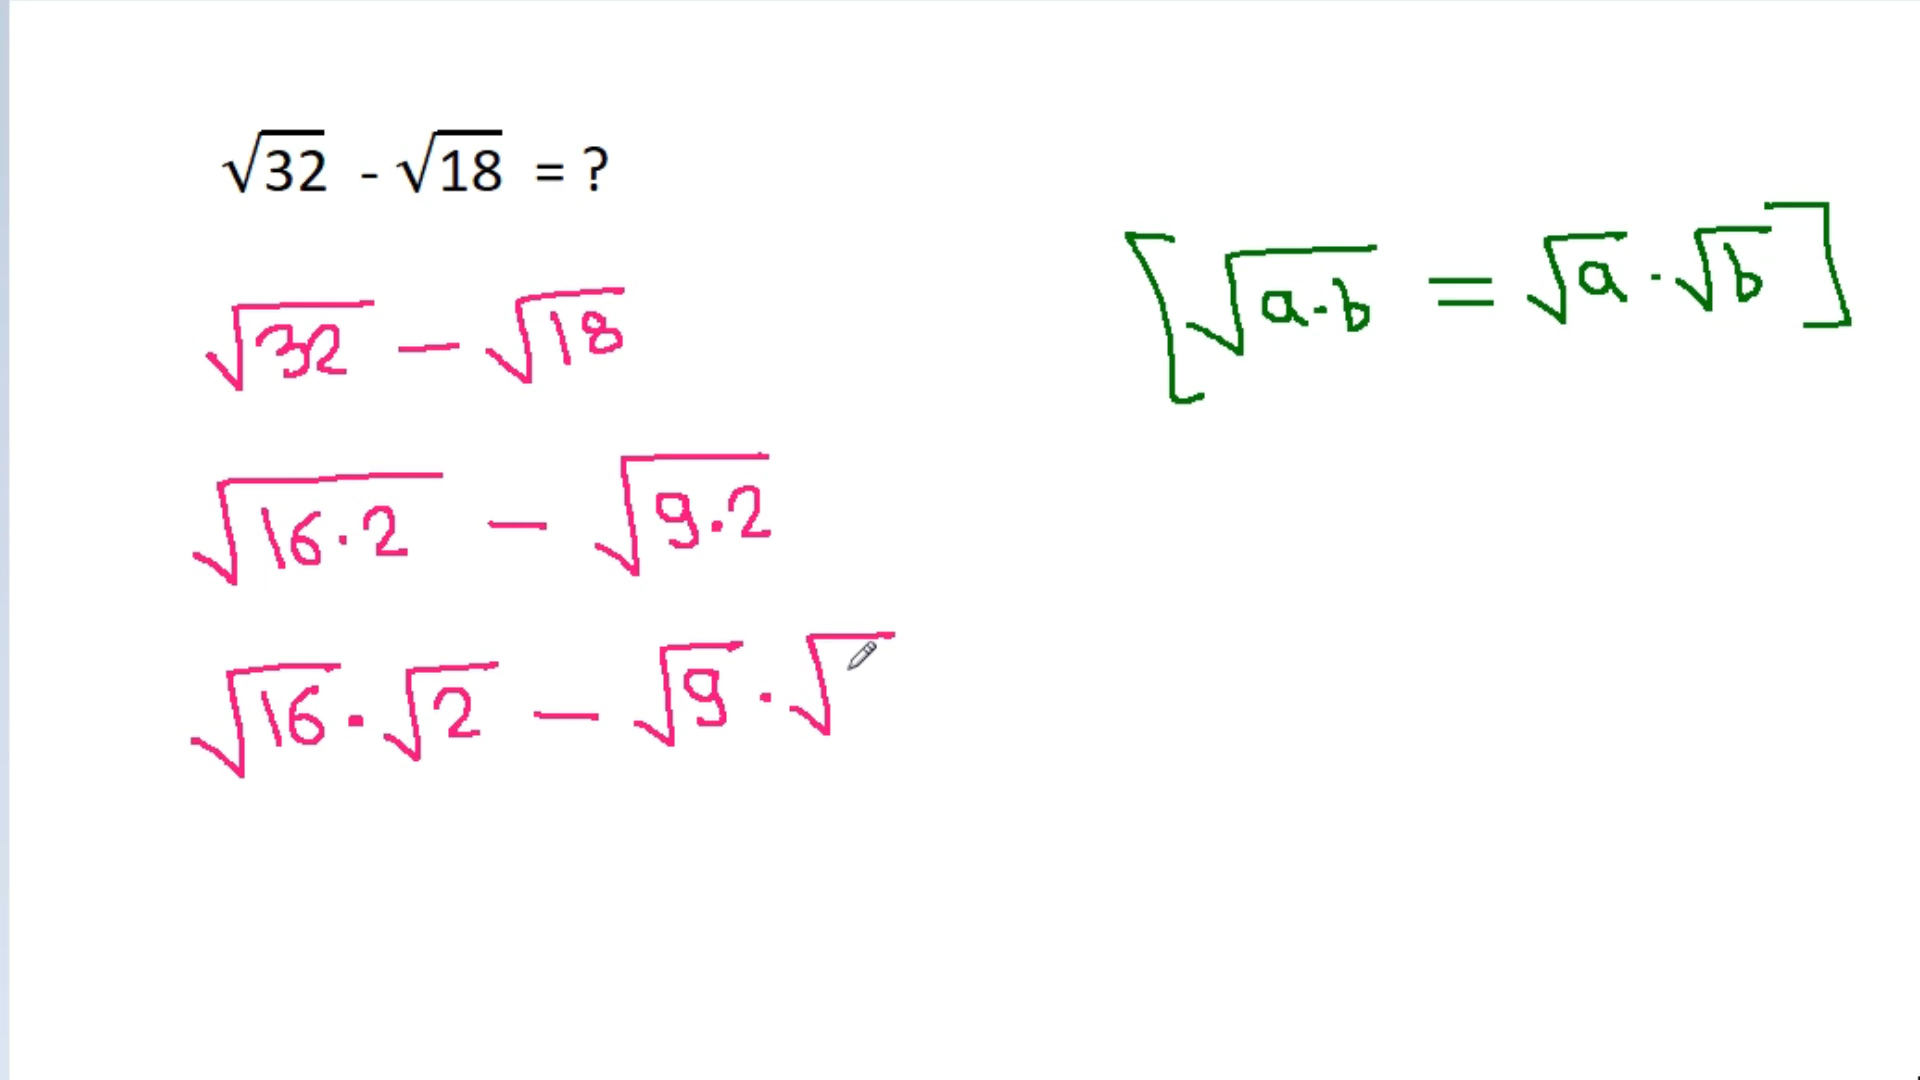 √32 - √18 = ?
[√a·b = √a · √b]
√32 − √18
√16·2 − √9·2
√16 · √2 − √9 · √